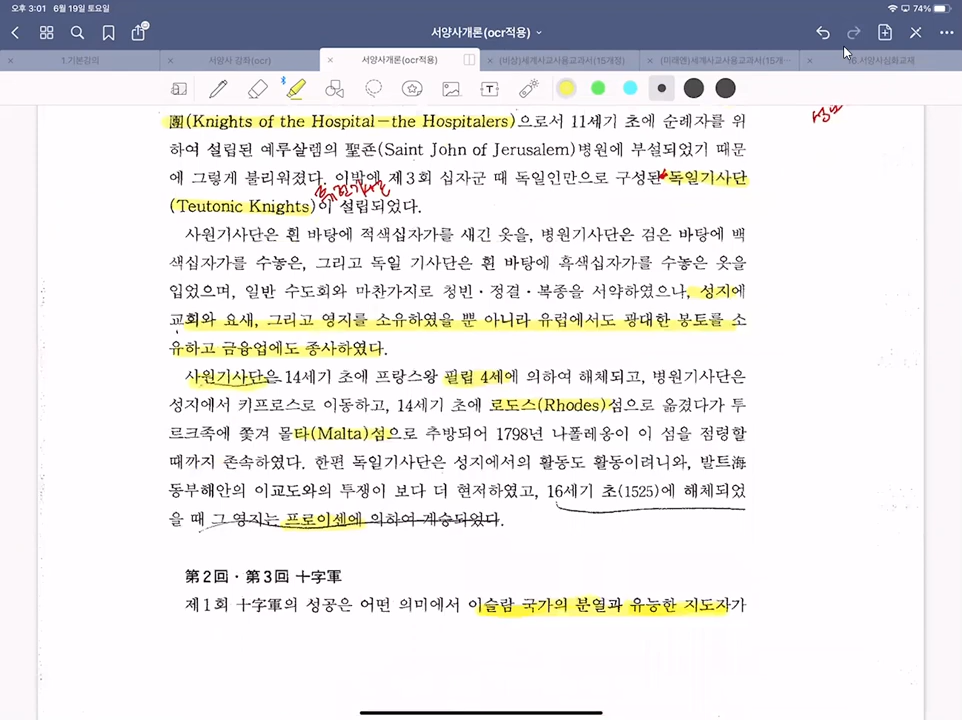 오후 3:01 6월 19일 토요일
74%
서양사개론(ocr적용)
1.기본강의
서양사 강좌(ocr)
서양사개론(ocr적용)
(비상)세계사교사용교과서(15개정)
(미래엔)세계사교사용교과서(15개…
16.서양사심화교재
團(Knights of the Hospital—the Hospitalers)으로서 11세기 초에 순례자를 위
하여 설립된 예루살렘의 聖죤(Saint John of Jerusalem)병원에 부설되었기 때문
에 그렇게 불리워졌다. 이밖에 제3회 십자군 때 독일인만으로 구성된 독일기사단
(Teutonic Knights)이 설립되었다.
사원기사단은 흰 바탕에 적색십자가를 새긴 옷을, 병원기사단은 검은 바탕에 백
색십자가를 수놓은, 그리고 독일 기사단은 흰 바탕에 흑색십자가를 수놓은 옷을
입었으며, 일반 수도회와 마찬가지로 청빈·정결·복종을 서약하였으나, 성지에
교회와 요새, 그리고 영지를 소유하였을 뿐 아니라 유럽에서도 광대한 봉토를 소
유하고 금융업에도 종사하였다.
사원기사단은 14세기 초에 프랑스왕 필립 4세에 의하여 해체되고, 병원기사단은
성지에서 키프로스로 이동하고, 14세기 초에 로도스(Rhodes)섬으로 옮겼다가 투
르크족에 쫓겨 몰타(Malta)섬으로 추방되어 1798년 나폴레옹이 이 섬을 점령할
때까지 존속하였다. 한편 독일기사단은 성지에서의 활동도 활동이려니와, 발트海
동부해안의 이교도와의 투쟁이 보다 더 현저하였고, 16세기 초(1525)에 해체되었
을 때 그 영지는 프로이센에 의하여 계승되었다.
第2回·第3回 十字軍
제1회 十字軍의 성공은 어떤 의미에서 이슬람 국가의 분열과 유능한 지도자가